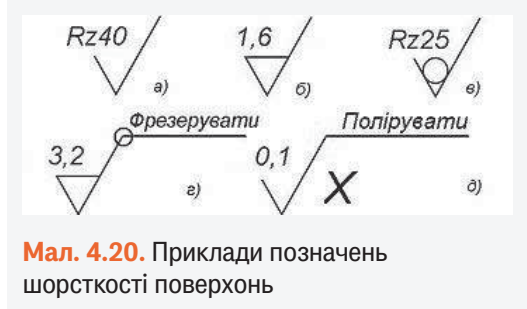 Rz40 1,6 Rz25
а) б) в)
Фрезерувати Полірувати
3,2 0,1
г) X д)
Мал. 4.20. Приклади позначень
шорсткості поверхонь